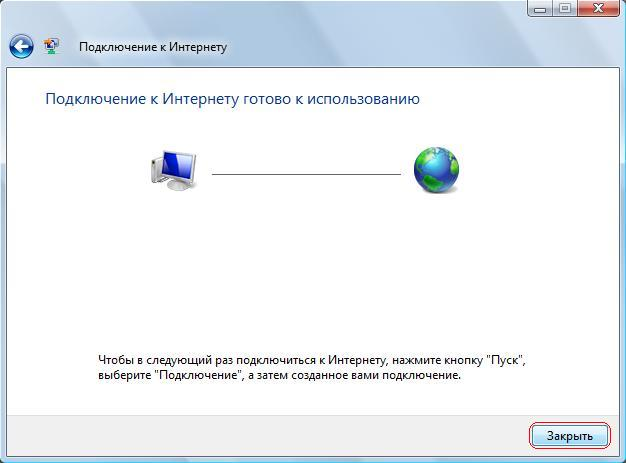 Подключение к Интернету
Подключение к Интернету готово к использованию
Чтобы в следующий раз подключиться к Интернету, нажмите кнопку "Пуск",
выберите "Подключение", а затем созданное вами подключение.
Закрыть